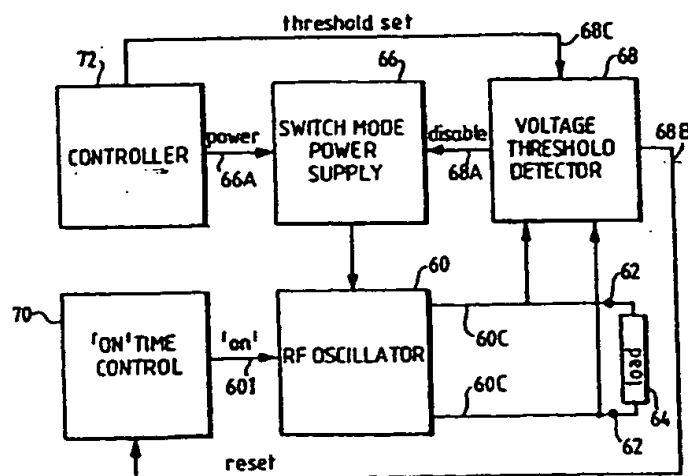 threshold set
68C
72
66
68
68B
CONTROLLER
power
66A
SWITCH MODE
POWER
SUPPLY
disable
68A
VOLTAGE
THRESHOLD
DETECTOR
60
62
70
'ON' TIME
CONTROL
'on'
601
RF OSCILLATOR
60C
60C
load
64
62
reset